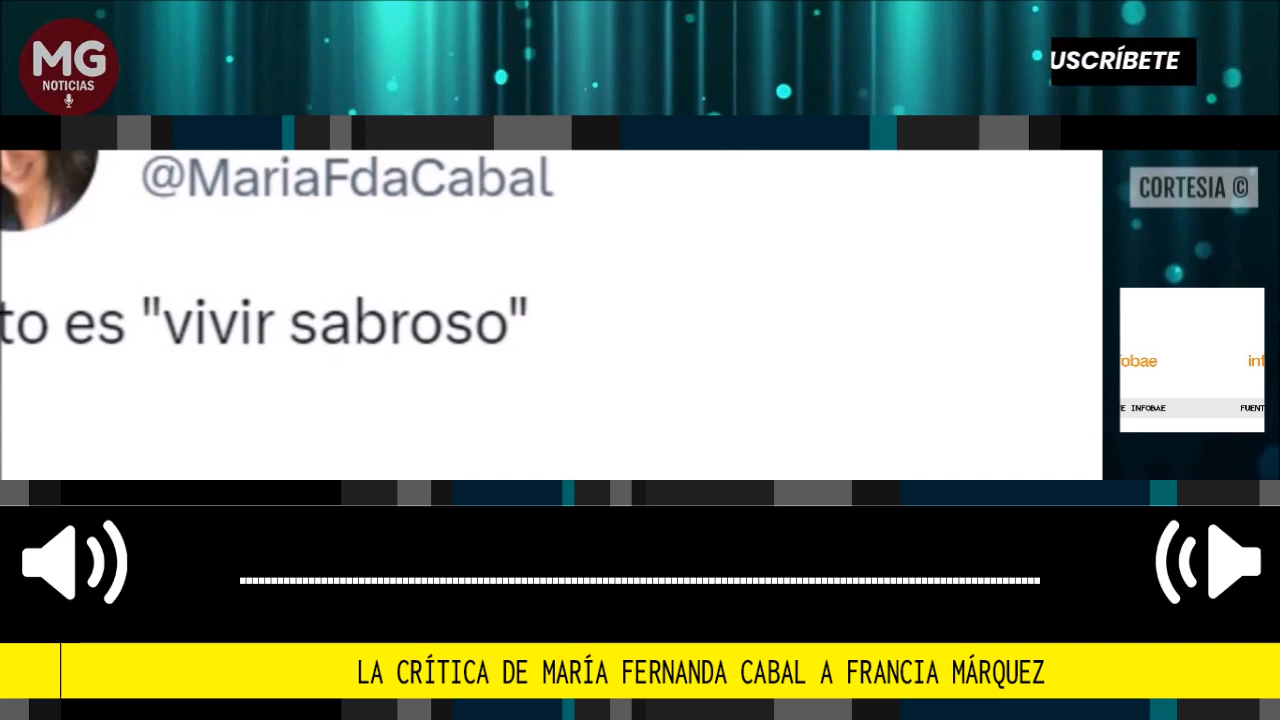 MG
NOTICIAS
USCRÍBETE
@MariaFdaCabal
CORTESIA ©
to es "vivir sabroso"
fobae inf
E INFOBAE FUENT
LA CRÍTICA DE MARÍA FERNANDA CABAL A FRANCIA MÁRQUEZ